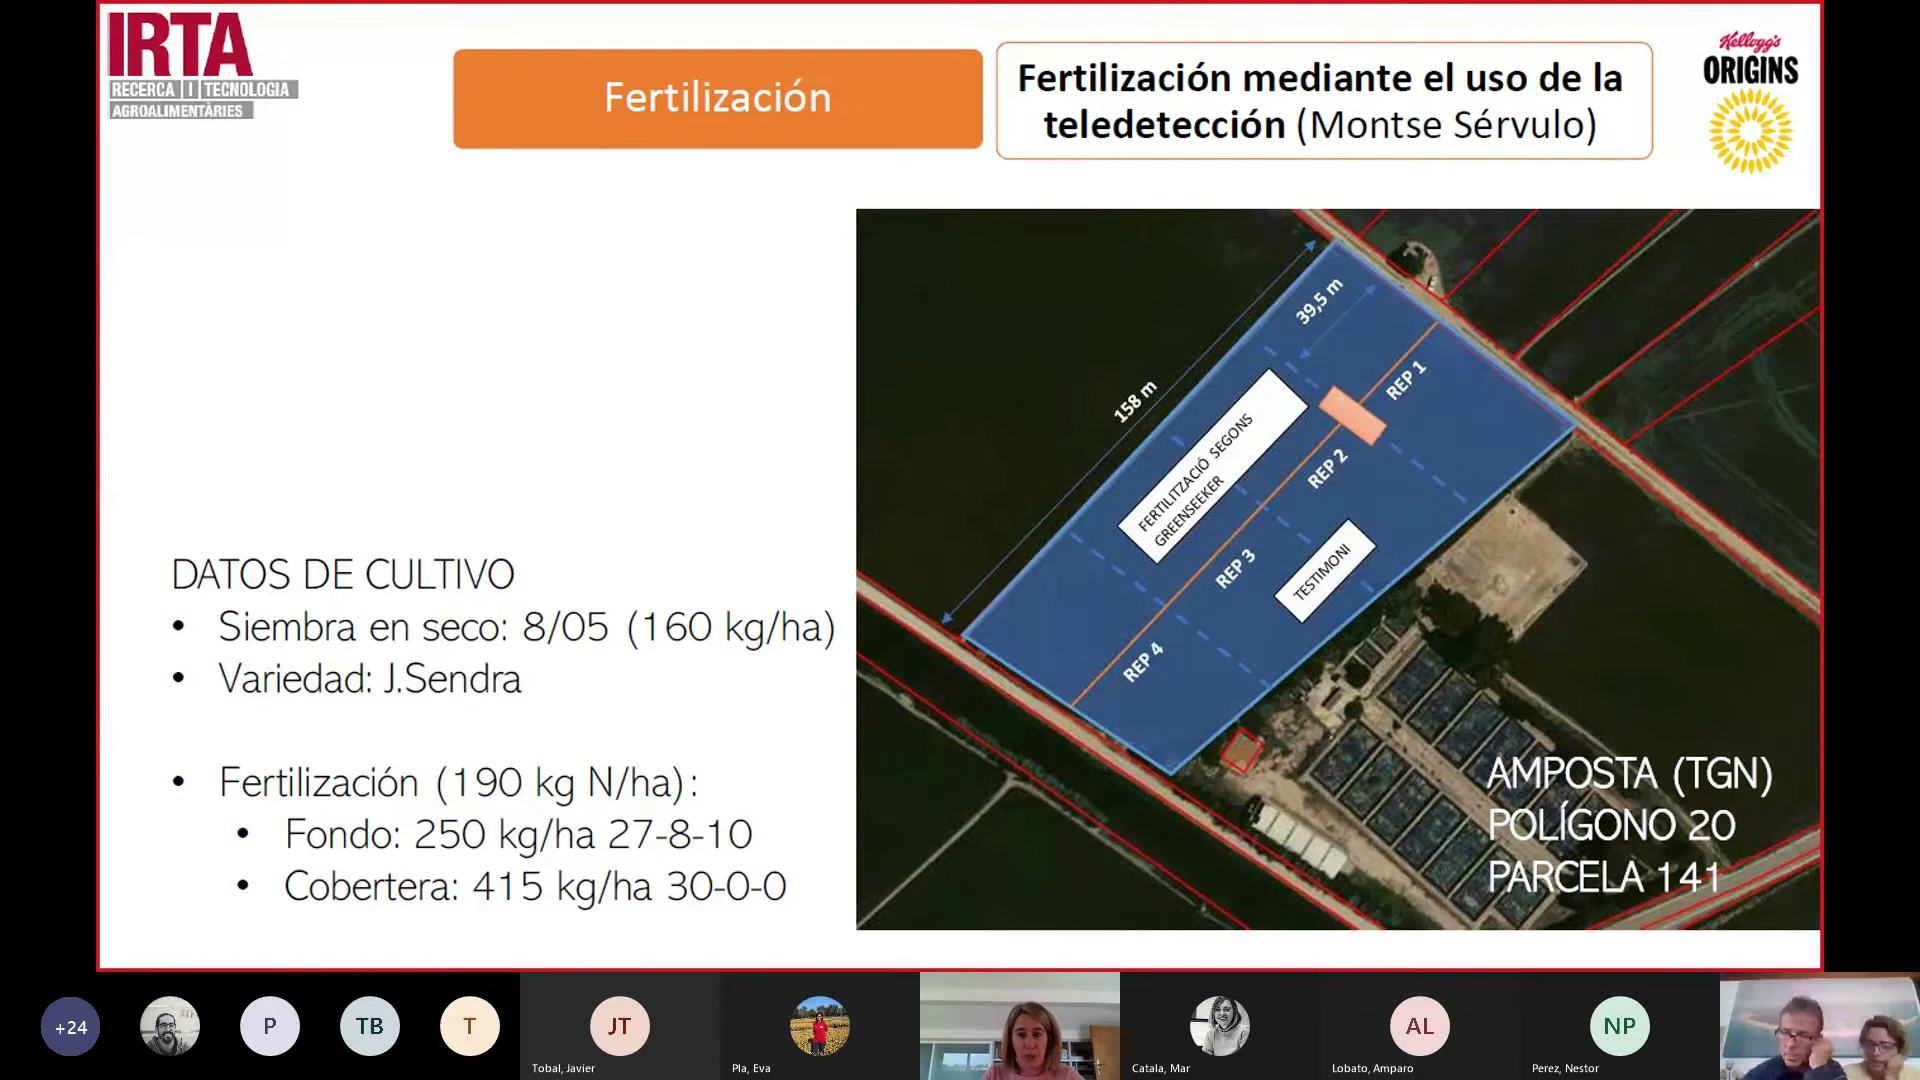 IRTA
RECERCA | I | TECNOLOGIA
AGROALIMENTÀRIES
Fertilización
Fertilización mediante el uso de la
teledetección (Montse Sérvulo)
Kellogg's
ORIGINS
39,5 m
158 m
REP 1
REP 2
REP 3
REP 4
FERTILITZACIÓ SEGONS
GREENSEEKER
TESTIMONI
DATOS DE CULTIVO
• Siembra en seco: 8/05 (160 kg/ha)
• Variedad: J.Sendra
• Fertilización (190 kg N/ha):
• Fondo: 250 kg/ha 27-8-10
• Cobertera: 415 kg/ha 30-0-0
AMPOSTA (TGN)
POLÍGONO 20
PARCELA 141
+24
P
TB
T
JT
AL
NP
Tobal, Javier
Pla, Eva
Catala, Mar
Lobato, Amparo
Perez, Nestor